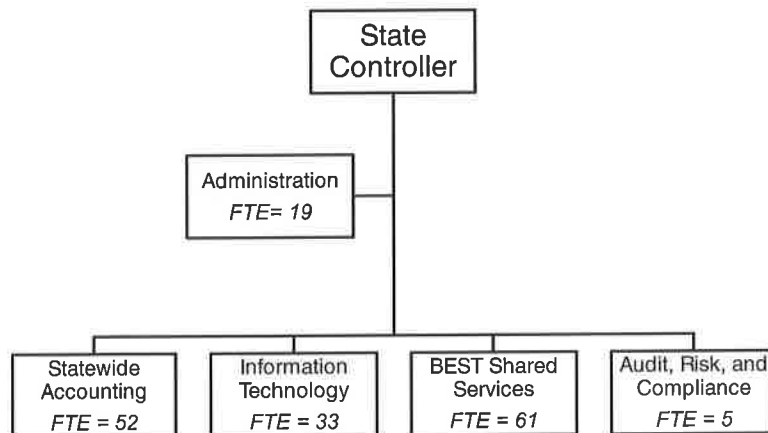 State
Controller
Administration
FTE= 19
Statewide
Accounting
FTE = 52
Information
Technology
FTE = 33
BEST Shared
Services
FTE = 61
Audit, Risk, and
Compliance
FTE = 5